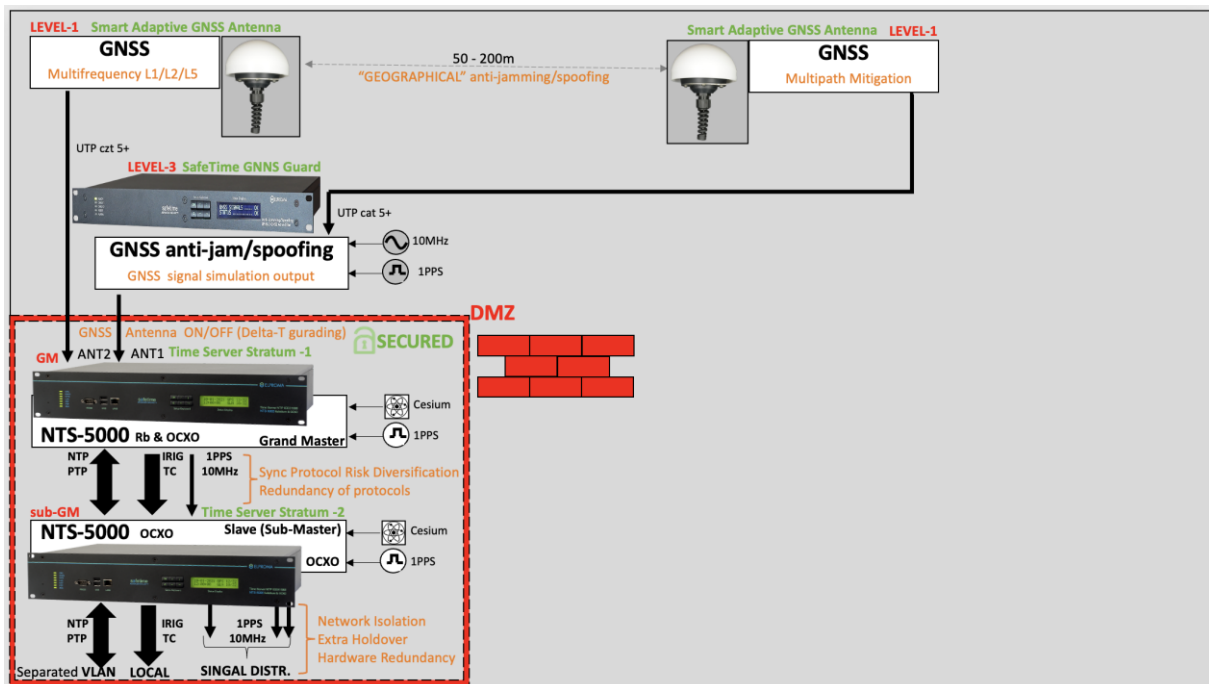 LEVEL-1 Smart Adaptive GNSS Antenna
GNSS
Multifrequency L1/L2/L5
50 - 200m
"GEOGRAPHICAL" anti-jamming/spoofing
Smart Adaptive GNSS Antenna LEVEL-1
GNSS
Multipath Mitigation
UTP czt 5+
LEVEL-3 SafeTime GNNS Guard
UTP cat 5+
GNSS anti-jam/spoofing
GNSS signal simulation output
10MHz
1PPS
DMZ
GNSS Antenna ON/OFF (Delta-T gurading)
SECURED
GM ANT2 ANT1 Time Server Stratum -1
ELPROMA
NTS-5000 Rb & OCXO
Grand Master
Cesium
1PPS
NTP
PTP
IRIG
TC
1PPS
10MHz
Sync Protocol Risk Diversification
Redundancy of protocols
sub-GM
Time Server Stratum -2
NTS-5000 OCXO
Slave (Sub-Master)
OCXO
Cesium
1PPS
ELPROMA
NTP
PTP
IRIG
TC
1PPS
10MHz
Network Isolation
Extra Holdover
Hardware Redundancy
Separated VLAN LOCAL SINGAL DISTR.